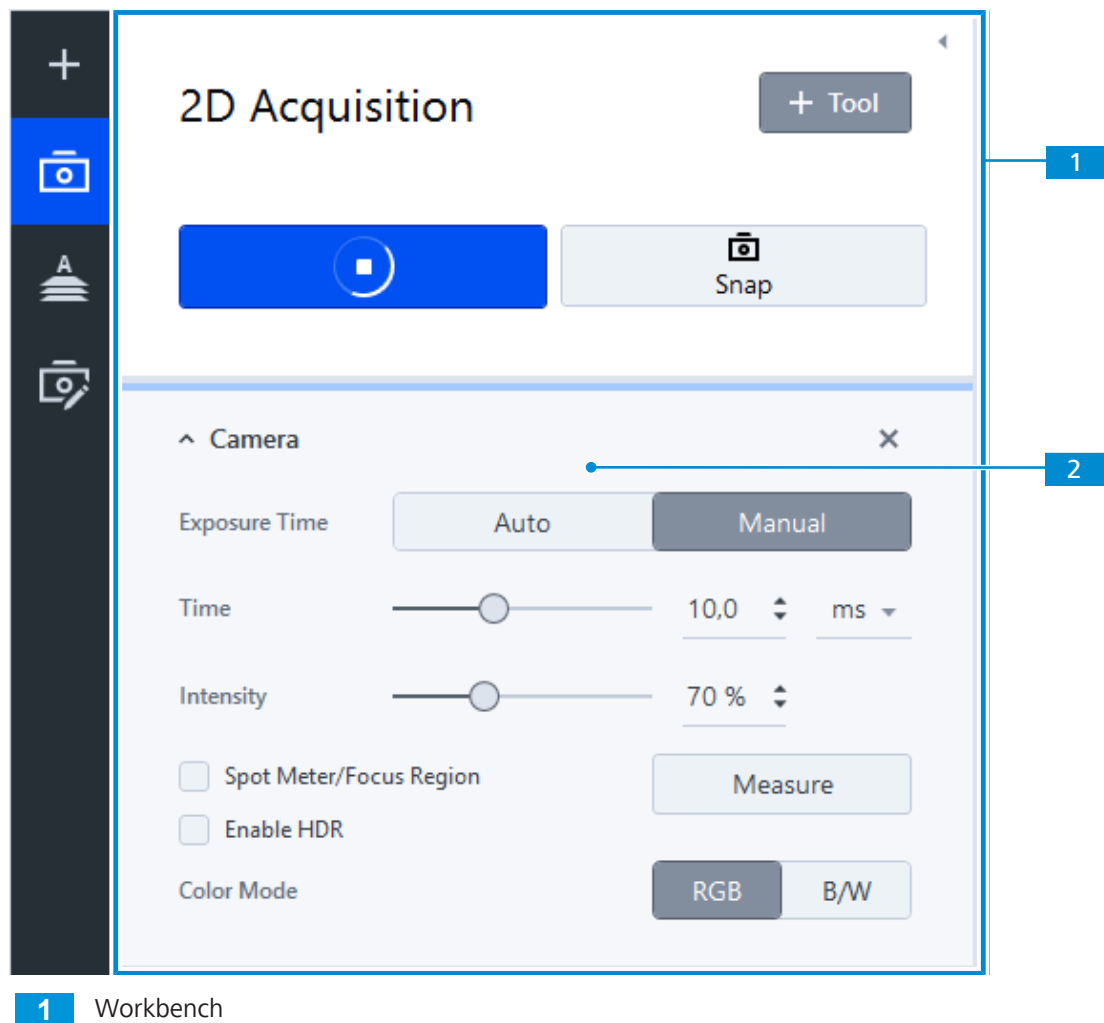 2D Acquisition
+ Tool
1
A
Snap
Camera
2
Exposure Time Auto Manual
Time 10,0 ms
Intensity 70 %
Spot Meter/Focus Region Measure
Enable HDR
Color Mode RGB B/W
1 Workbench